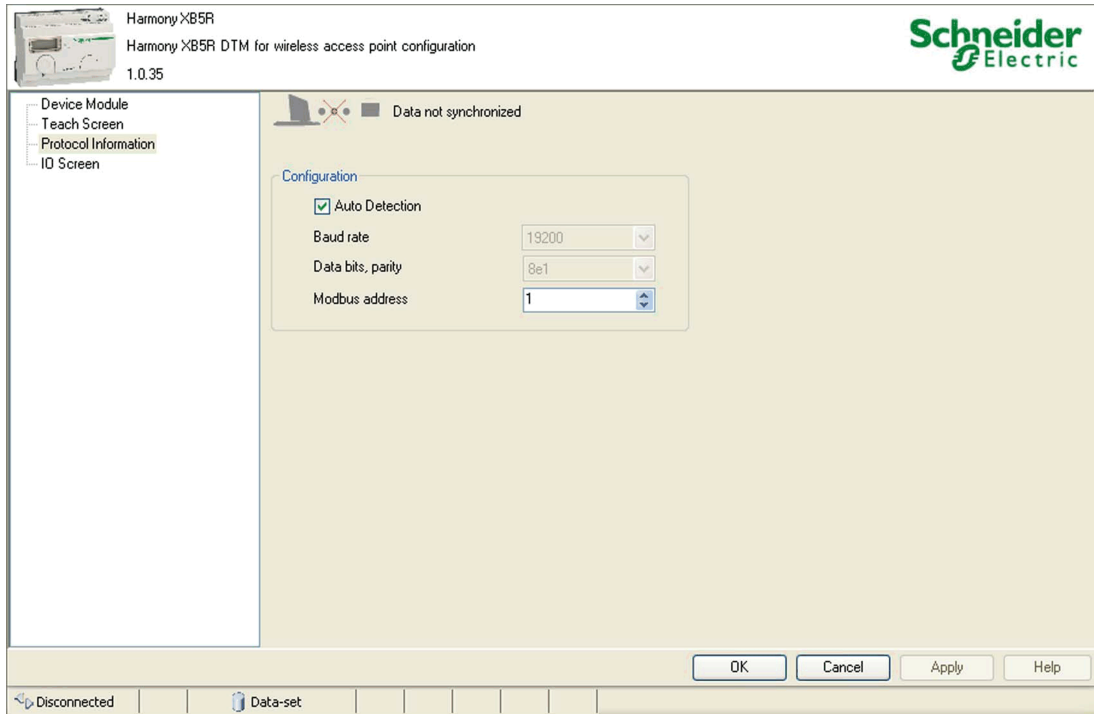 Harmony XB5R
Harmony XB5R DTM for wireless access point configuration
1.0.35
Schneider
Electric
Device Module
Teach Screen
Protocol Information
IO Screen
Data not synchronized
Configuration
Auto Detection
Baud rate 19200
Data bits, parity 8e1
Modbus address 1
OK Cancel Apply Help
Disconnected Data-set